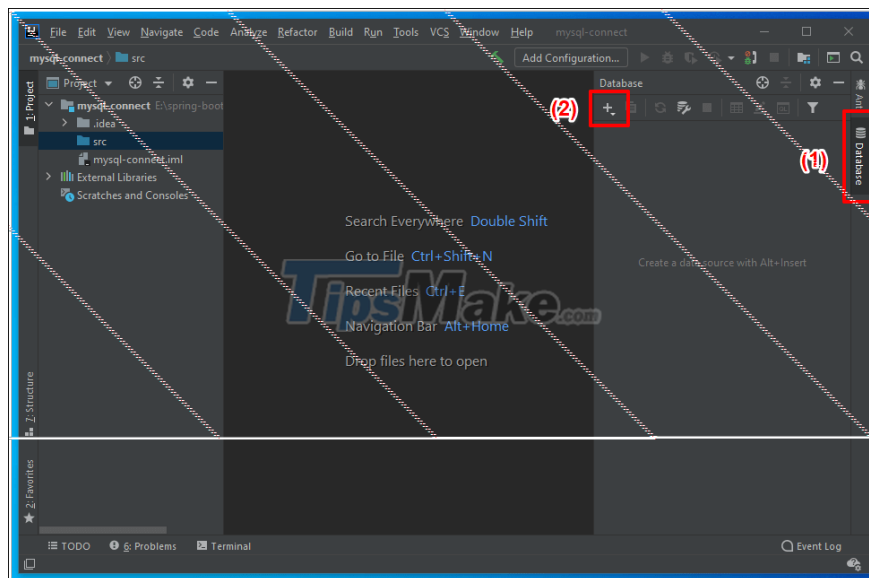 File Edit View Navigate Code Analyze Refactor Build Run Tools VCS Window Help mysql-connect
mysql-connect src Add Configuration...
1: Project
Project
Database
mysql-connect E:\spring-boot
.idea
src
mysql-connect.iml
External Libraries
Scratches and Consoles
(2)
(1)
Ant
Database
Search Everywhere Double Shift
Go to File Ctrl+Shift+N
Recent Files Ctrl+E
Navigation Bar Alt+Home
Drop files here to open
Create a data source with Alt+Insert
TipsMake.com
7: Structure
2: Favorites
TODO 6: Problems Terminal Event Log